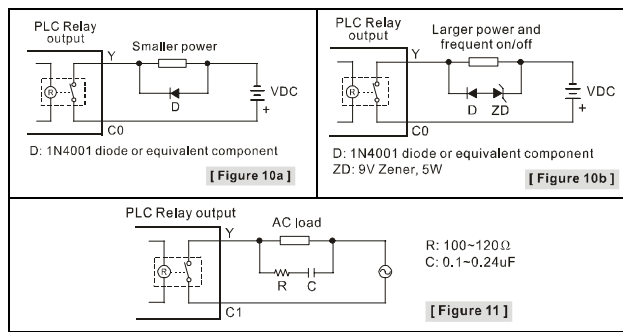 PLC Relay
output
Y
Smaller power
R
D
VDC
+
C0
D: 1N4001 diode or equivalent component
[ Figure 10a ]
PLC Relay
output
Larger power and
frequent on/off
Y
R
D
ZD
VDC
+
C0
D: 1N4001 diode or equivalent component
ZD: 9V Zener, 5W
[ Figure 10b ]
PLC Relay output
Y
AC load
R
R
C
C1
R: 100~120Ω
C: 0.1~0.24uF
[ Figure 11 ]